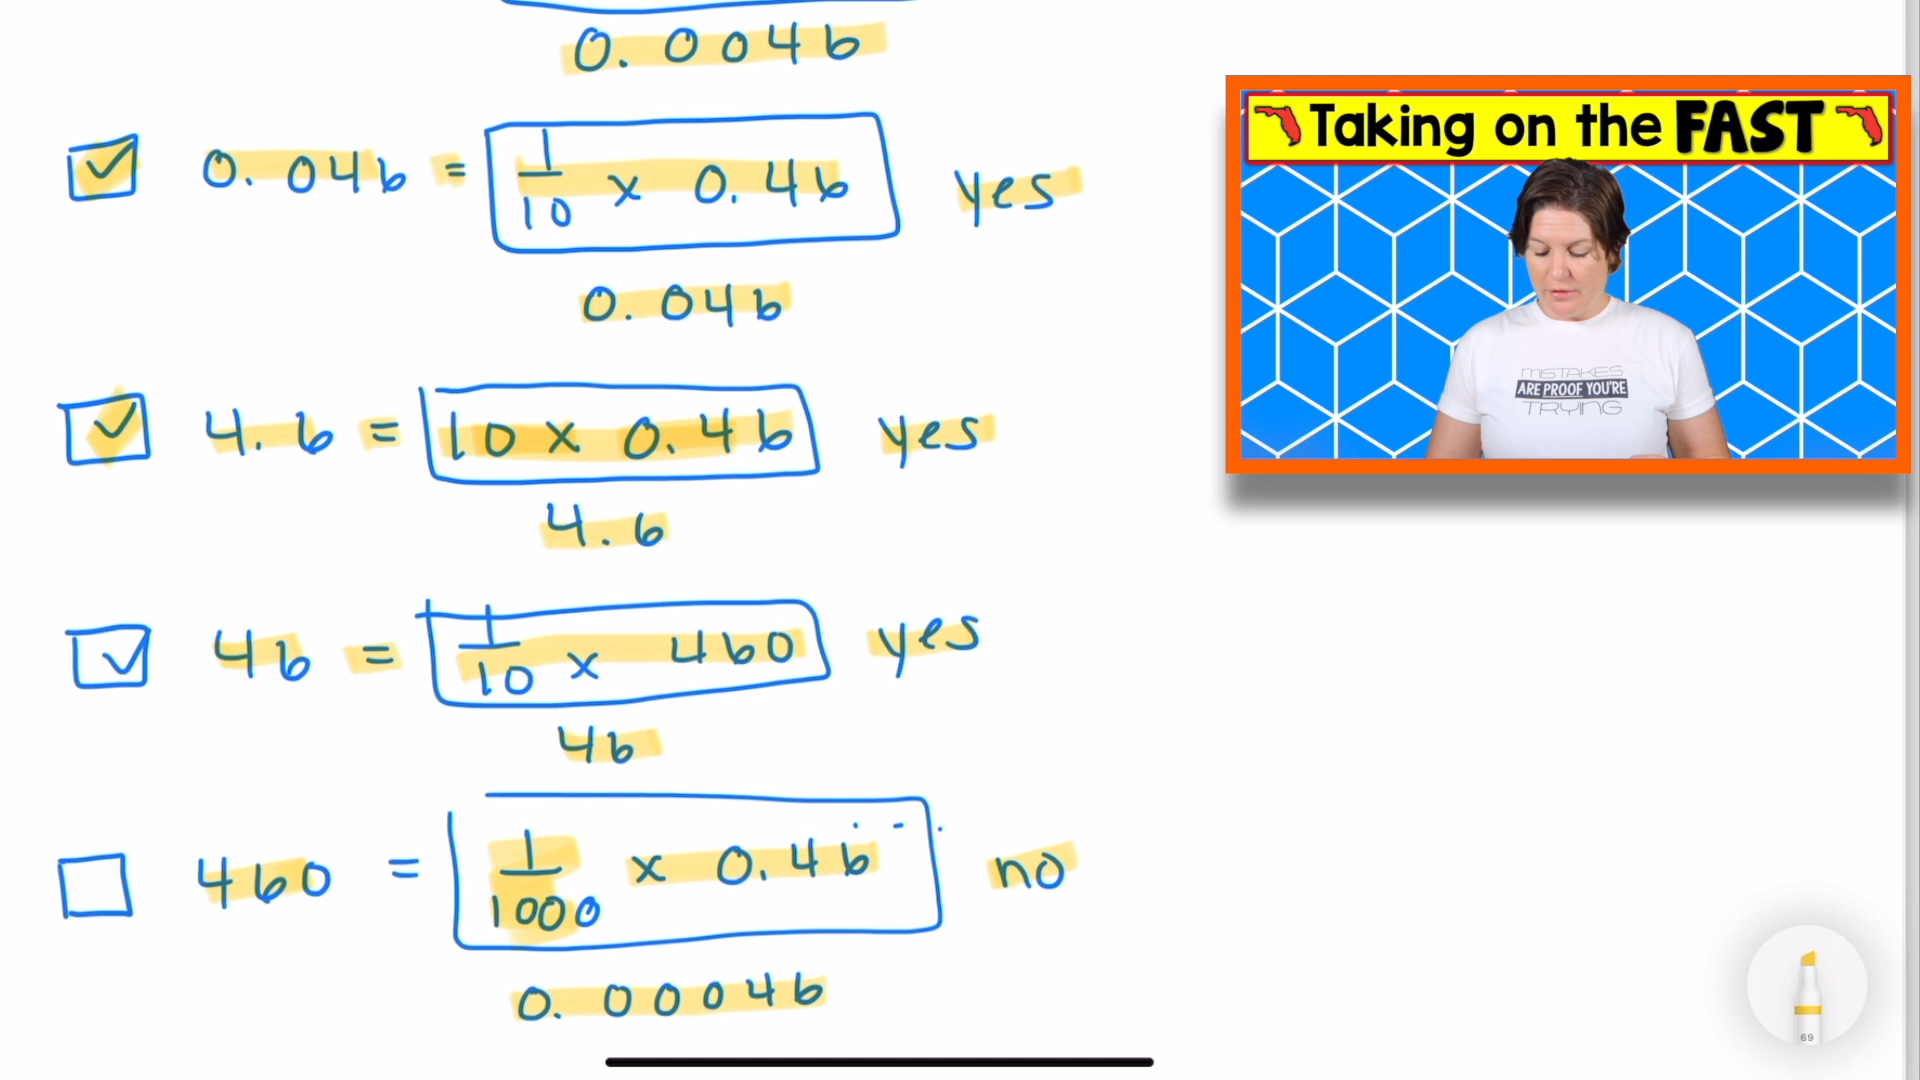 0.0046
0.046 = 1/10 x 0.46 yes
0.046
4.6 = 10 x 0.46 yes
4.6
46 = 1/10 x 460 yes
46
460 = 1/1000 x 0.46 no
0.00046
Taking on the FAST
MISTAKES
ARE PROOF YOU'RE
TRYING
69